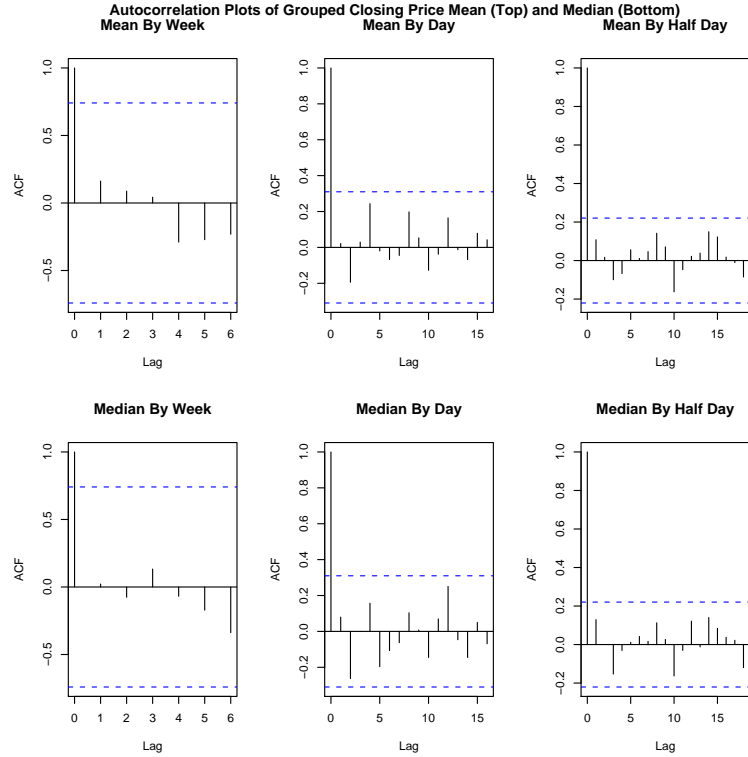 Autocorrelation Plots of Grouped Closing Price Mean (Top) and Median (Bottom)
Mean By Week
ACF
1.0
0.5
0.0
−0.5
0 1 2 3 4 5 6
Lag
Mean By Day
ACF
1.0
0.8
0.6
0.4
0.2
0.0
−0.2
0 5 10 15
Lag
Mean By Half Day
ACF
1.0
0.8
0.6
0.4
0.2
0.0
−0.2
0 5 10 15
Lag
Median By Week
ACF
1.0
0.5
0.0
−0.5
0 1 2 3 4 5 6
Lag
Median By Day
ACF
1.0
0.8
0.6
0.4
0.2
0.0
−0.2
0 5 10 15
Lag
Median By Half Day
ACF
1.0
0.8
0.6
0.4
0.2
0.0
−0.2
0 5 10 15
Lag